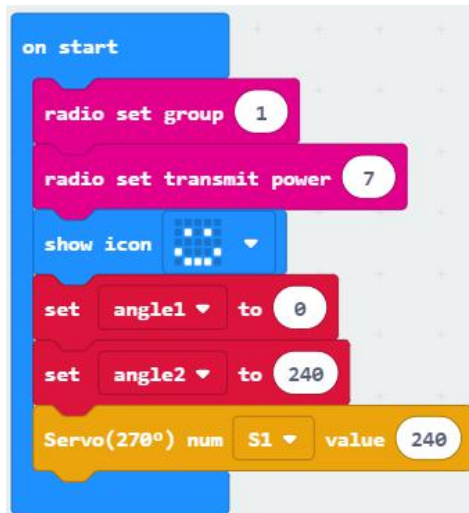 on start
radio set group 1
radio set transmit power 7
show icon
set angle1 to 0
set angle2 to 240
Servo(270º) num S1 value 240